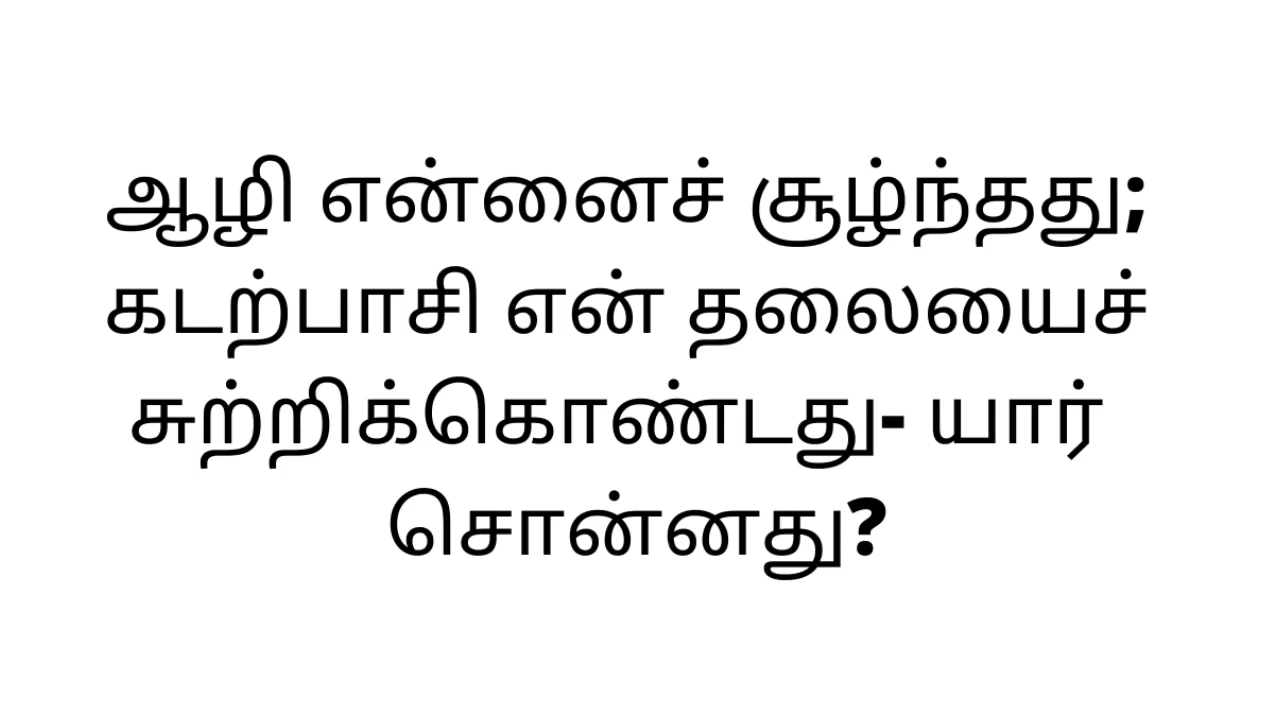 ஆழி என்னைச் சூழ்ந்தது;
கடற்பாசி என் தலையைச்
சுற்றிக்கொண்டது- யார்
சொன்னது?